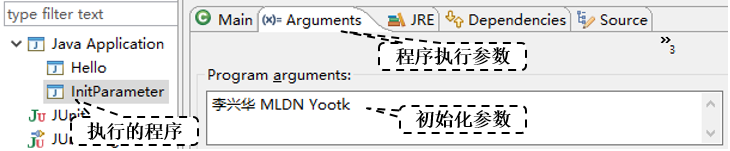 type filter text
Java Application
Hello
InitParameter
JU
JU
执行的程序
Main
(x)= Arguments
JRE
Dependencies
Source
»3
程序执行参数
Program arguments:
李兴华 MLDN Yootk
初始化参数